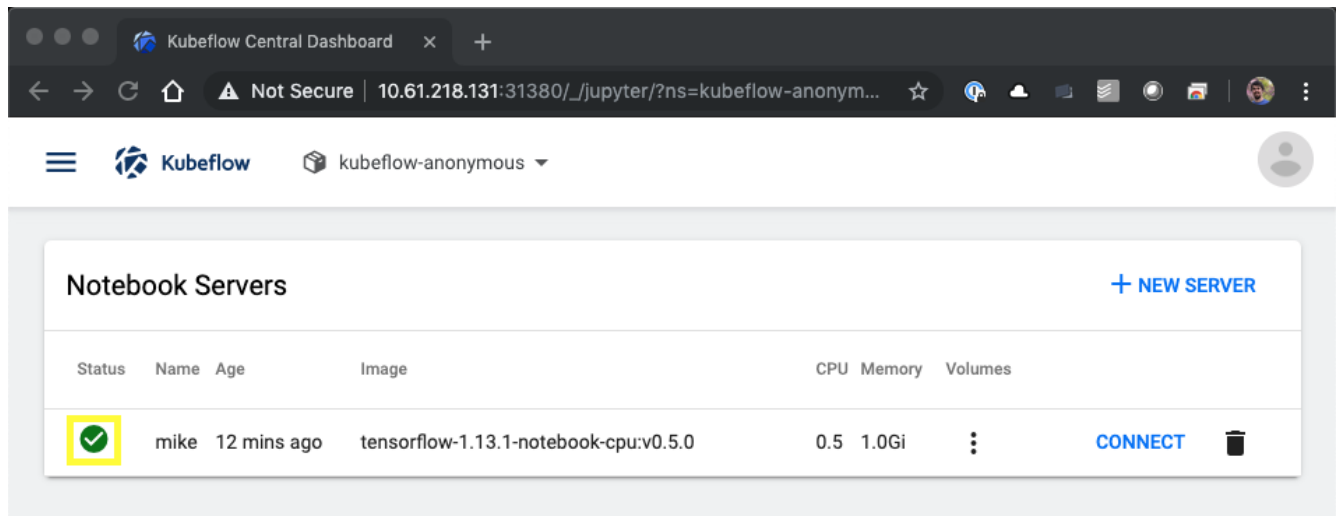 Kubeflow Central Dashboard
Not Secure | 10.61.218.131:31380/_/jupyter/?ns=kubeflow-anonym...
Kubeflow kubeflow-anonymous
Notebook Servers + NEW SERVER
Status Name Age Image CPU Memory Volumes
mike 12 mins ago tensorflow-1.13.1-notebook-cpu:v0.5.0 0.5 1.0Gi CONNECT